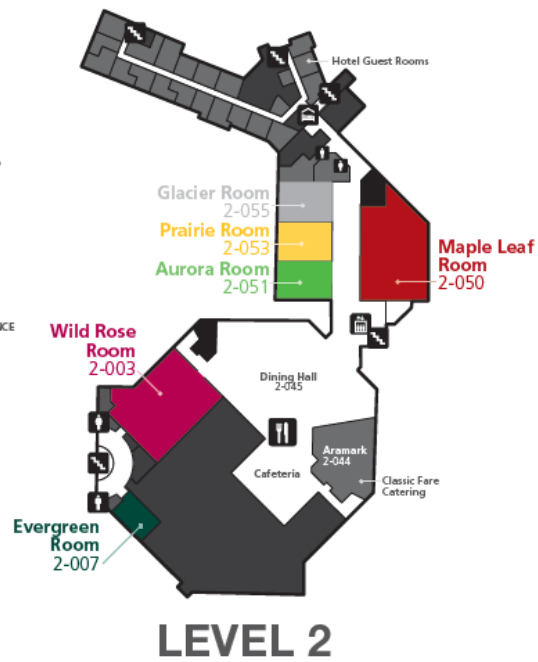 Hotel Guest Rooms
Glacier Room
2-055
Prairie Room
2-053
Aurora Room
2-051
Maple Leaf
Room
2-050
NCE
Wild Rose
Room
2-003
Dining Hall
2-045
Aramark
2-044
Cafeteria
Classic Fare
Catering
Evergreen
Room
2-007
LEVEL 2